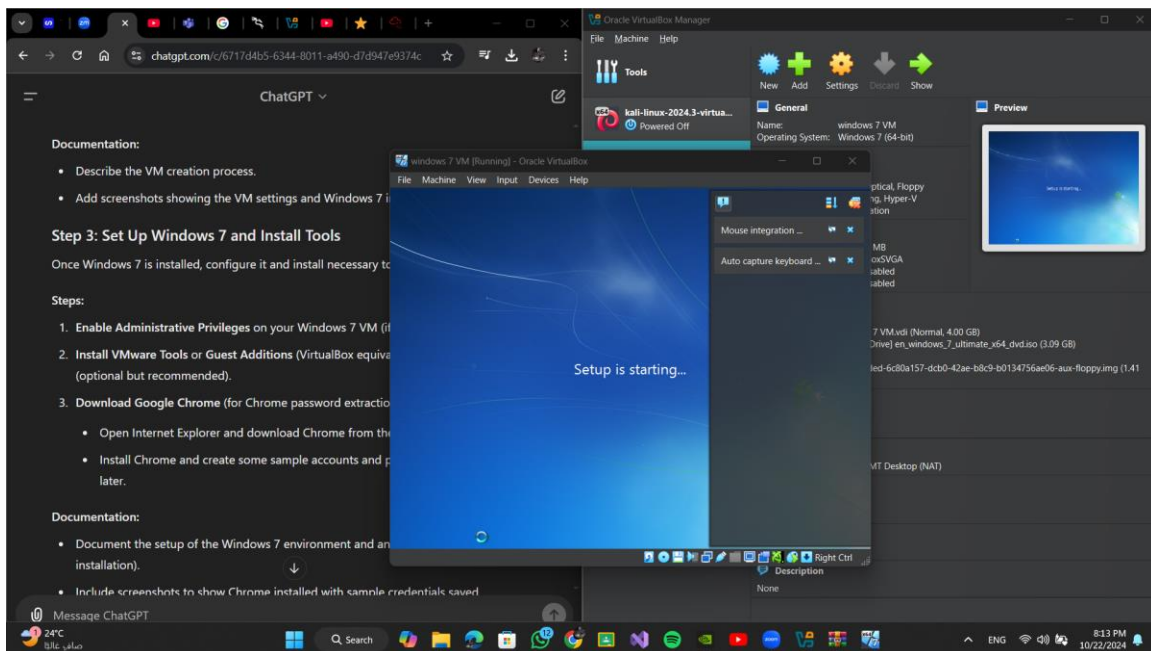 chatgpt.com/c/6717d4b5-6344-8011-a490-d7d947e9374c
ChatGPT
Documentation:
Describe the VM creation process.
Add screenshots showing the VM settings and Windows 7 i
Step 3: Set Up Windows 7 and Install Tools
Once Windows 7 is installed, configure it and install necessary to
Steps:
1. Enable Administrative Privileges on your Windows 7 VM (if
2. Install VMware Tools or Guest Additions (VirtualBox equiva
(optional but recommended).
3. Download Google Chrome (for Chrome password extractio
Open Internet Explorer and download Chrome from the
Install Chrome and create some sample accounts and p
later.
Documentation:
Document the setup of the Windows 7 environment and an
installation).
Include screenshots to show Chrome installed with sample credentials saved
Message ChatGPT
Oracle VirtualBox Manager
File Machine Help
Tools
New Add Settings Discard Show
kali-linux-2024.3-virtua...
Powered Off
General
Name: windows 7 VM
Operating System: Windows 7 (64-bit)
Preview
Setup is starting...
ptical, Floppy
ng, Hyper-V
ation
MB
oxSVGA
sabled
sabled
7 VM.vdi (Normal, 4.00 GB)
Drive] en_windows_7_ultimate_x64_dvd.iso (3.09 GB)
led-6c80a157-dcb0-42ae-b8c9-b0134756ae06-aux-floppy.img (1.41
MT Desktop (NAT)
Description
None
windows 7 VM [Running] - Oracle VirtualBox
File Machine View Input Devices Help
Mouse integration ...
Auto capture keyboard ...
Setup is starting...
Right Ctrl
1
24°C
صافٍ غالبًا
Search
12
ENG
8:13 PM
10/22/2024